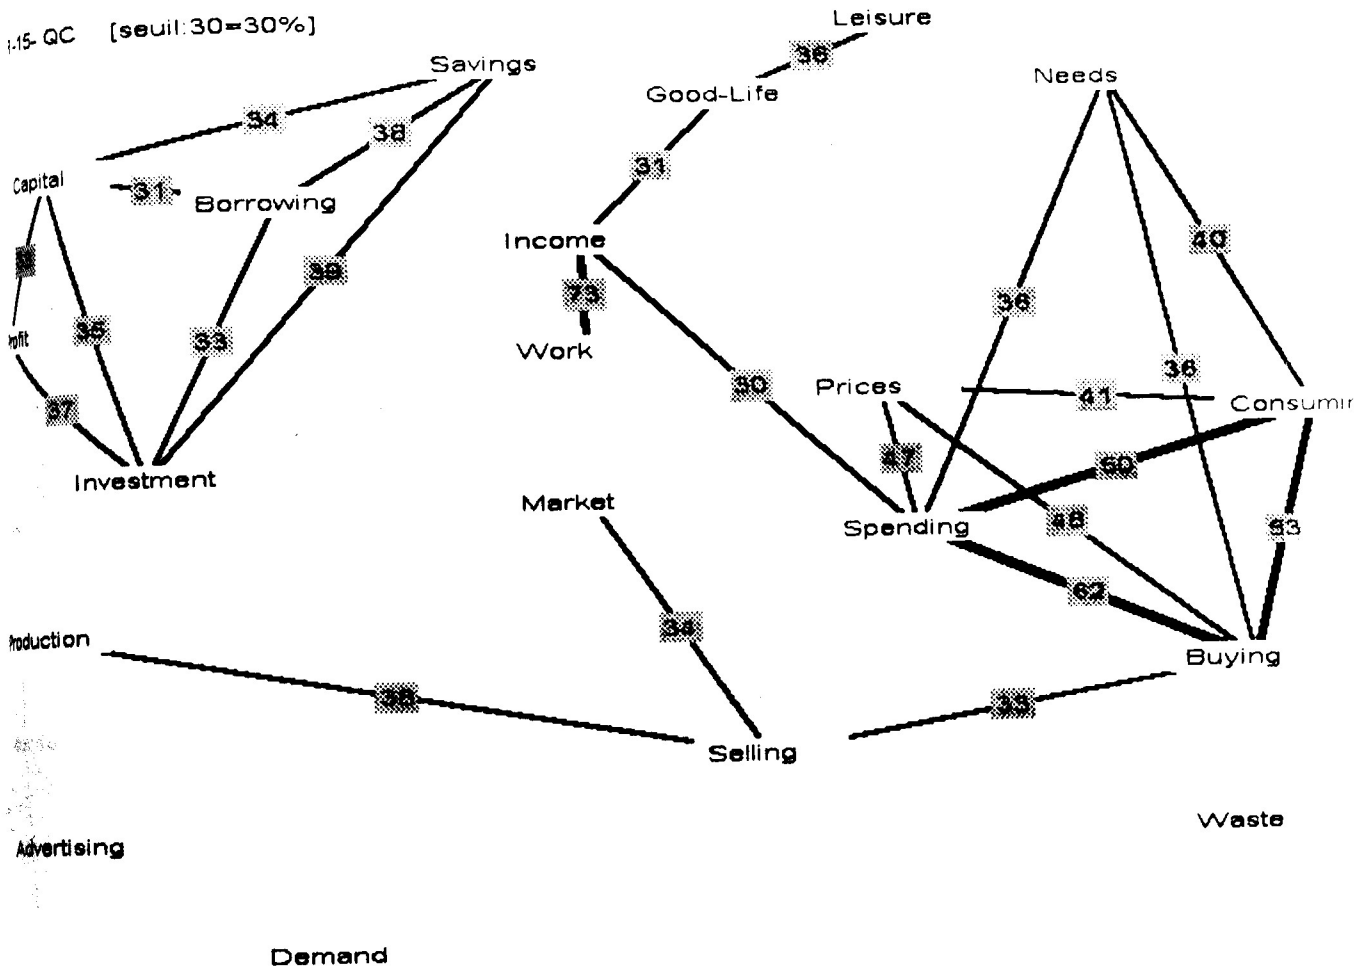 -15- QC [seuil:30=30%]
Leisure
36
Savings
Needs
Good-Life
34
38
31
Capital
31
Borrowing
Income
40
39
73
36
35
33
Work
36
30
Prices
41
Consumin
37
47
50
Investment
Market
48
53
Spending
62
34
Production
Buying
38
33
Selling
Waste
Advertising
Demand